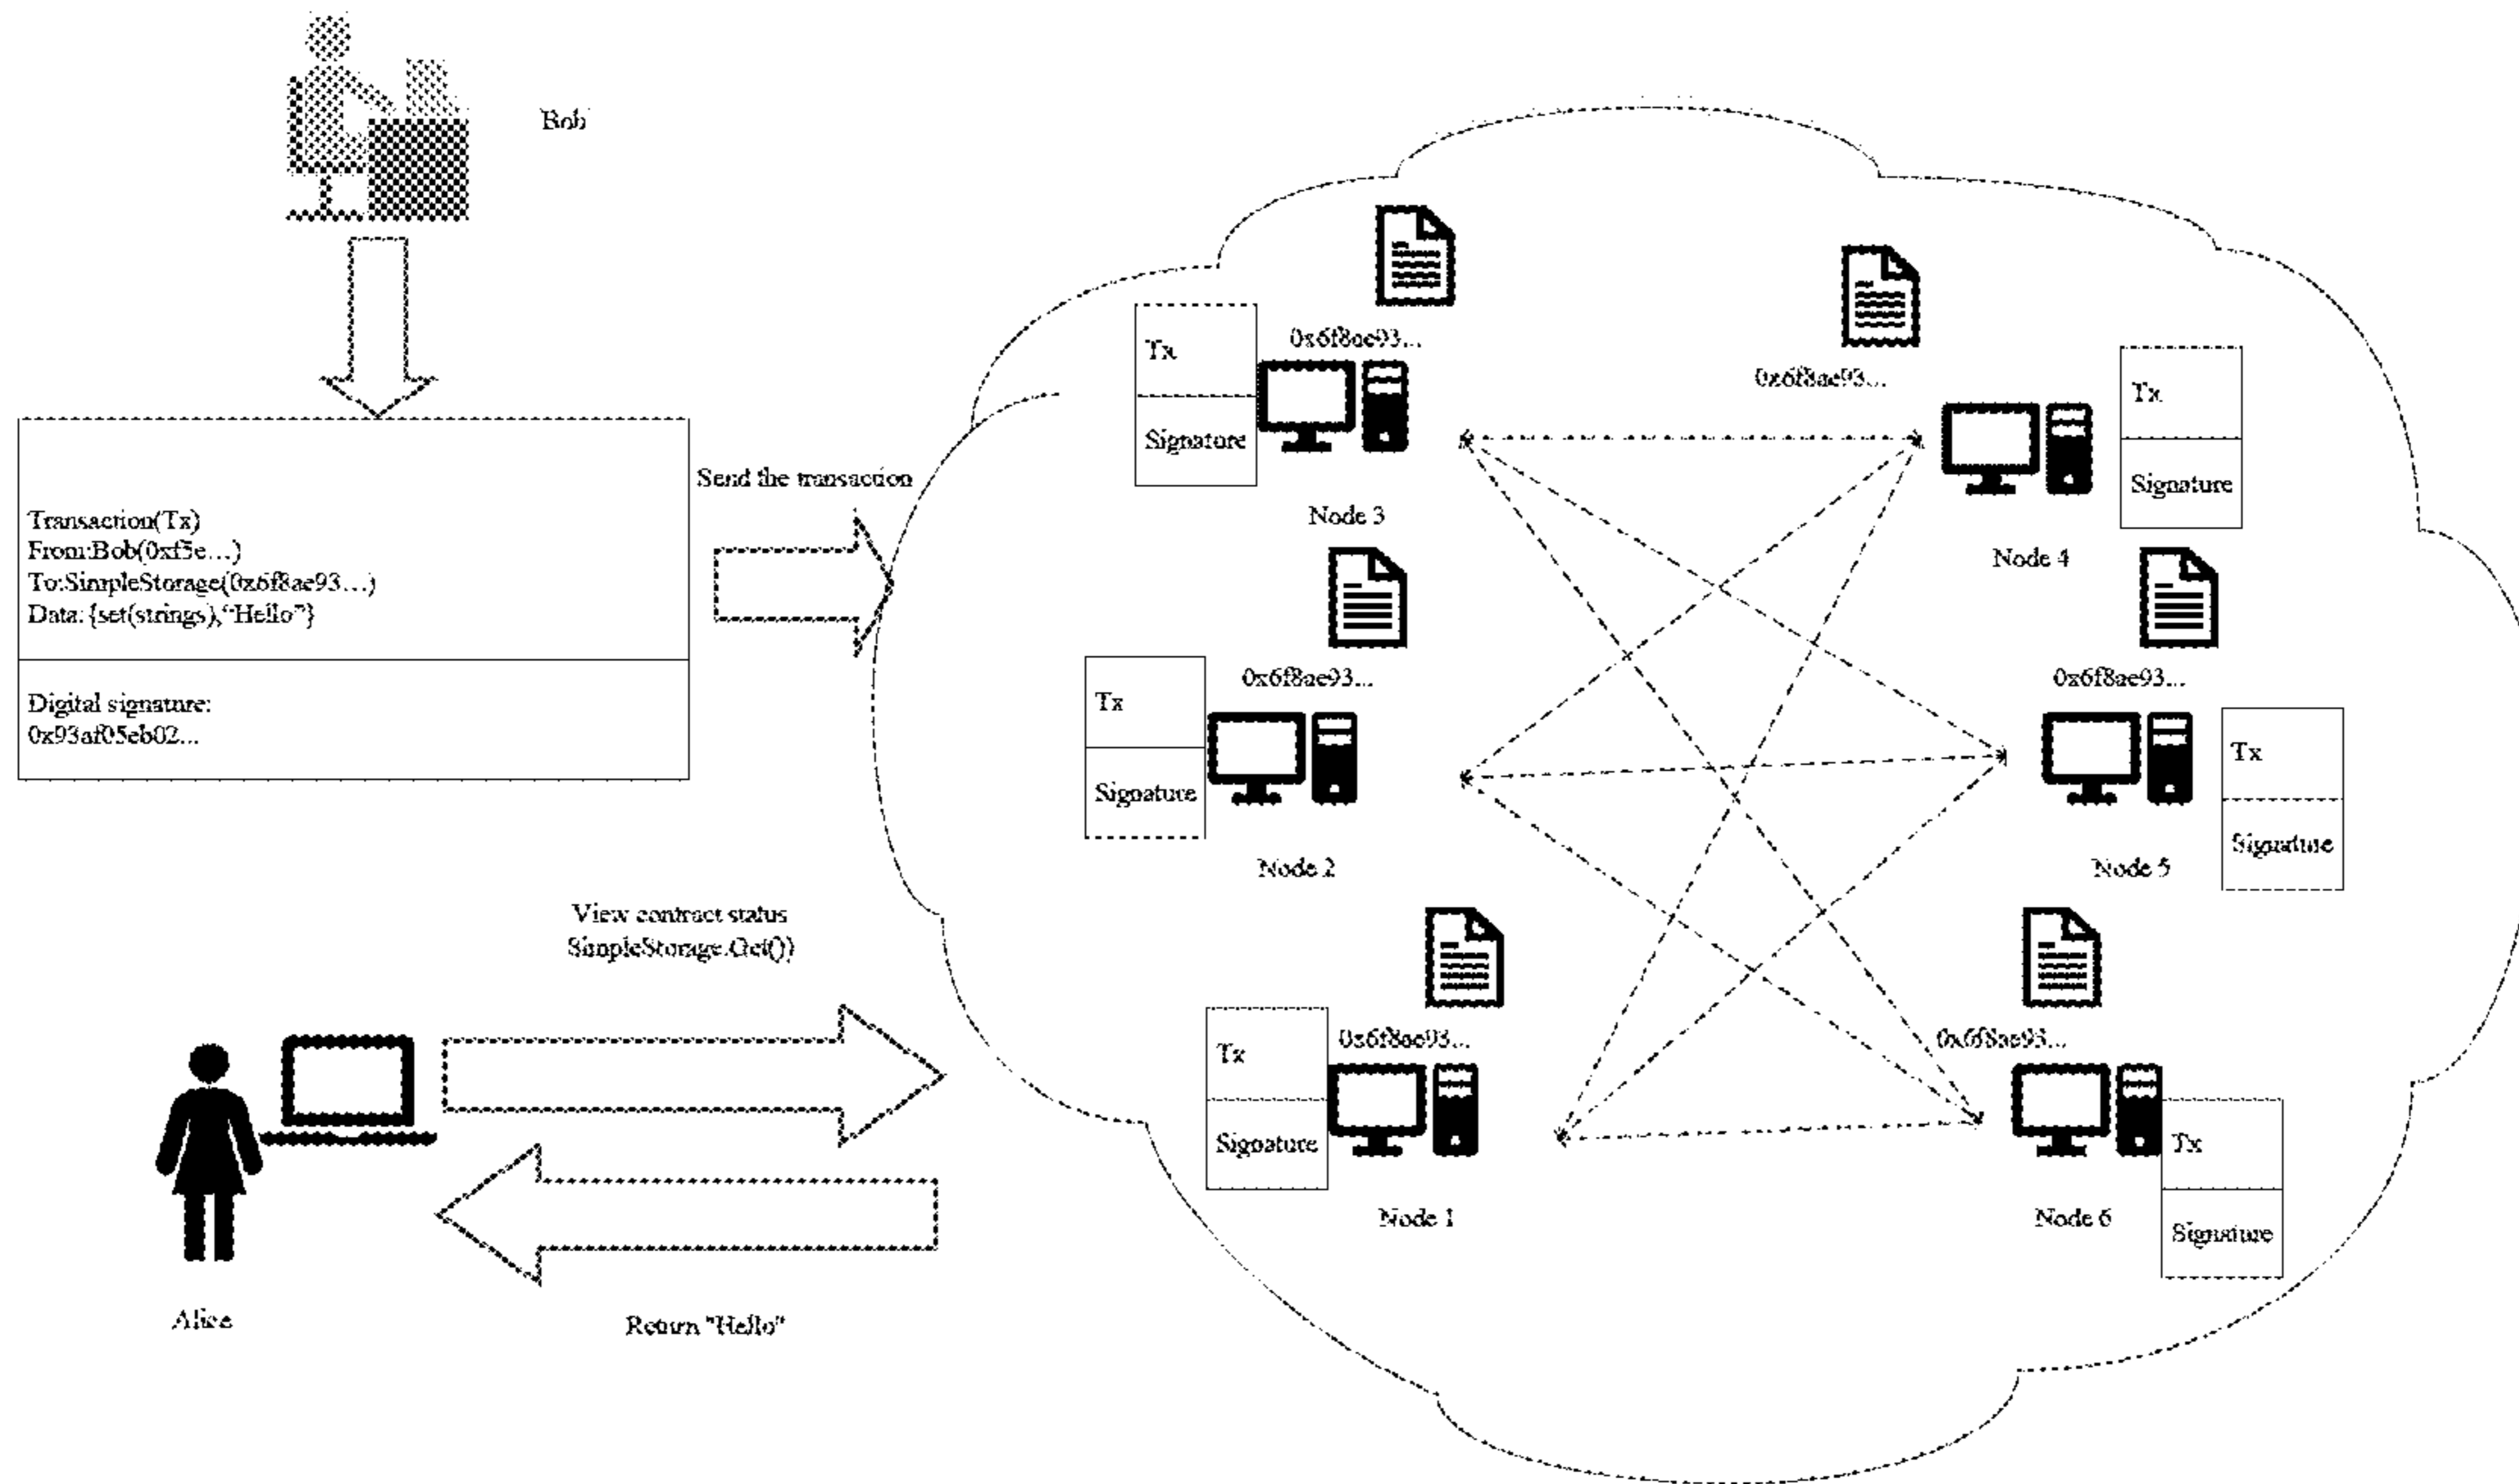 Bob
Send the transaction
Transaction(Tx)
From:Bob(0xf5e…)
To:SimpleStorage(0x6f8ae93…)
Data: {set(strings),“Hello”}
Digital signature:
0x93af05eb02...
View contract status
SimpleStorage.Get())
Alice
Return "Hello"
0x6f8ae93...
Tx
Signature
Node 3
0x6f8ae93...
Tx
Signature
Node 4
0x6f8ae93...
Tx
Signature
Node 2
0x6f8ae93...
Tx
Signature
Node 5
0x6f8ae93...
Tx
Signature
Node 1
0x6f8ae93...
Tx
Signature
Node 6